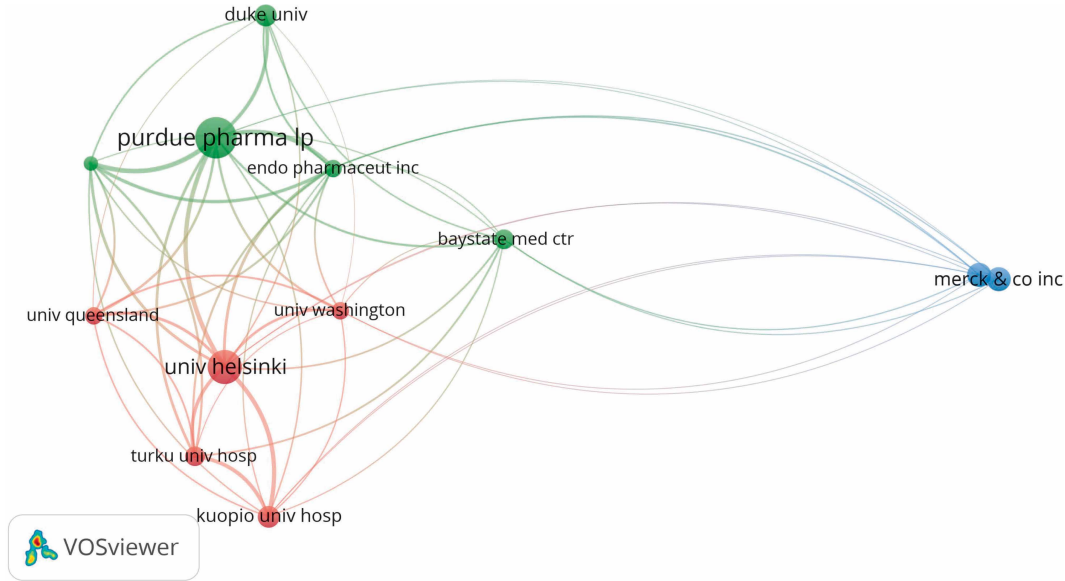 duke univ
purdue pharma lp
endo pharmaceut inc
baystate med ctr
merck & co inc
univ queensland
univ washington
univ helsinki
turku univ hosp
kuopio univ hosp
VOSviewer